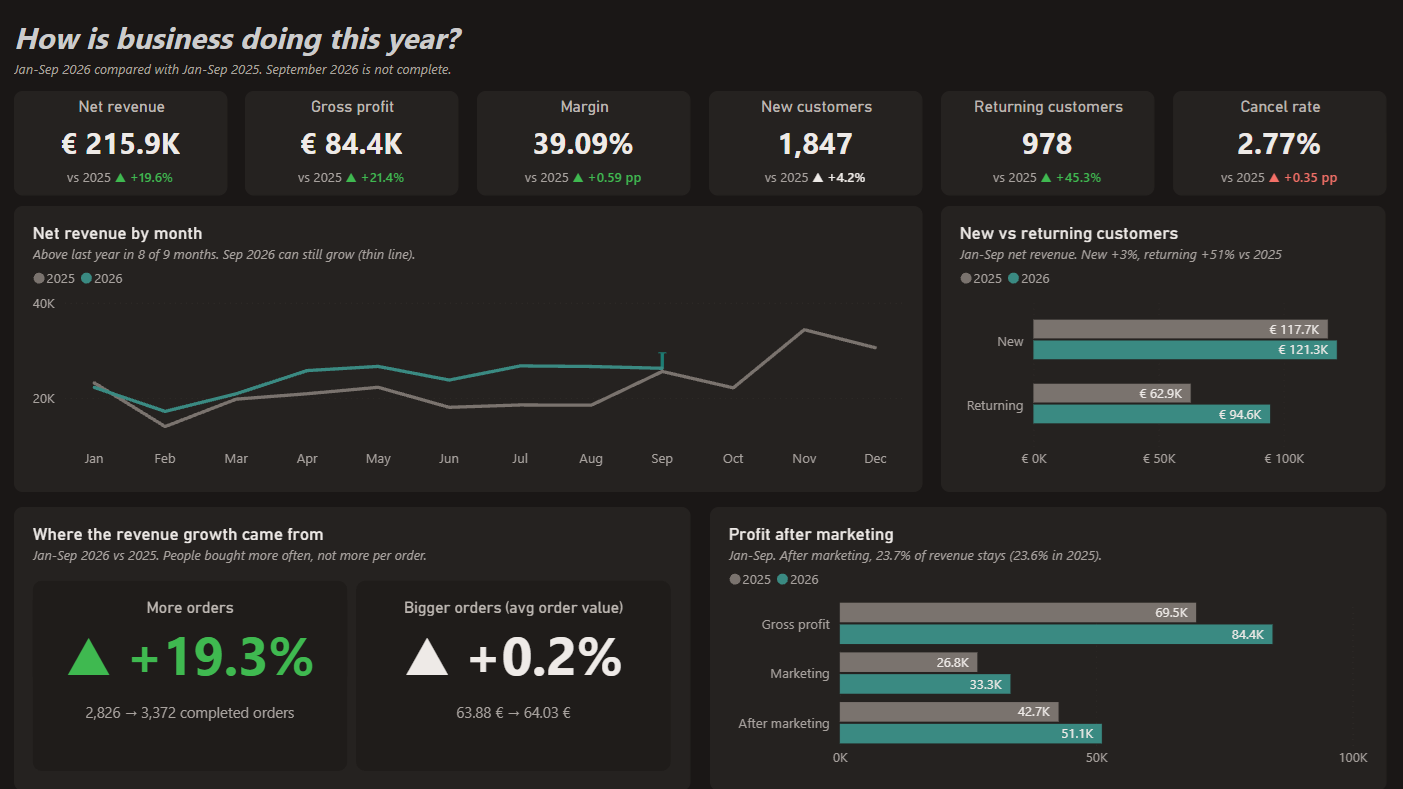 How is business doing this year?
Jan-Sep 2026 compared with Jan-Sep 2025. September 2026 is not complete.
Net revenue
€ 215.9K
vs 2025 ▲ +19.6%
Gross profit
€ 84.4K
vs 2025 ▲ +21.4%
Margin
39.09%
vs 2025 ▲ +0.59 pp
New customers
1,847
vs 2025 ▲ +4.2%
Returning customers
978
vs 2025 ▲ +45.3%
Cancel rate
2.77%
vs 2025 ▲ +0.35 pp
Net revenue by month
Above last year in 8 of 9 months. Sep 2026 can still grow (thin line).
2025 2026
40K
20K
Jan Feb Mar Apr May Jun Jul Aug Sep Oct Nov Dec
New vs returning customers
Jan-Sep net revenue. New +3%, returning +51% vs 2025
2025 2026
New
€ 117.7K
€ 121.3K
Returning
€ 62.9K
€ 94.6K
€ 0K € 50K € 100K
Where the revenue growth came from
Jan-Sep 2026 vs 2025. People bought more often, not more per order.
More orders
▲ +19.3%
2,826 → 3,372 completed orders
Bigger orders (avg order value)
▲ +0.2%
63.88 € → 64.03 €
Profit after marketing
Jan-Sep. After marketing, 23.7% of revenue stays (23.6% in 2025).
2025 2026
Gross profit
69.5K
84.4K
Marketing
26.8K
33.3K
After marketing
42.7K
51.1K
0K 50K 100K